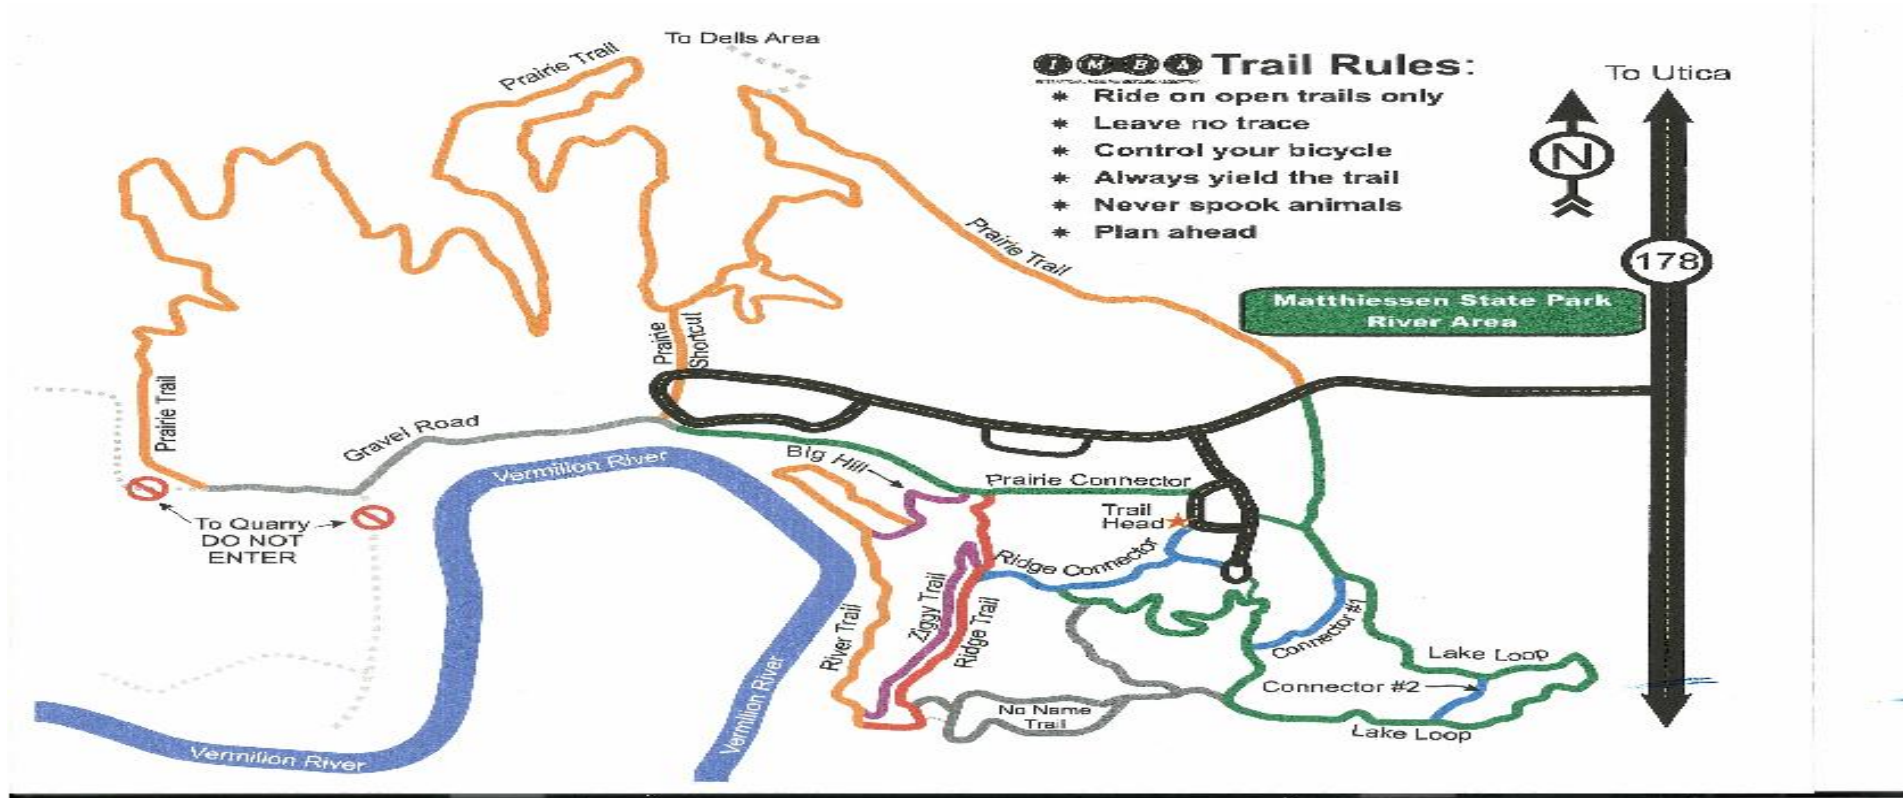 To Dells Area
Prairie Trail
I M B A Trail Rules:
* Ride on open trails only
* Leave no trace
* Control your bicycle
* Always yield the trail
* Never spook animals
* Plan ahead
To Utica
N
178
Matthiessen State Park
River Area
Prairie Trail
Prairie
Shortcut
Prairie Trail
Gravel Road
Vermilion River
Big Hill
Prairie Connector
Trail
Head
To Quarry
DO NOT
ENTER
Ridge Connector
River Trail
Ziggy Trail
Ridge Trail
Connector #1
Lake Loop
Connector #2
No Name
Trail
Lake Loop
Vermilion River
Vermilion River